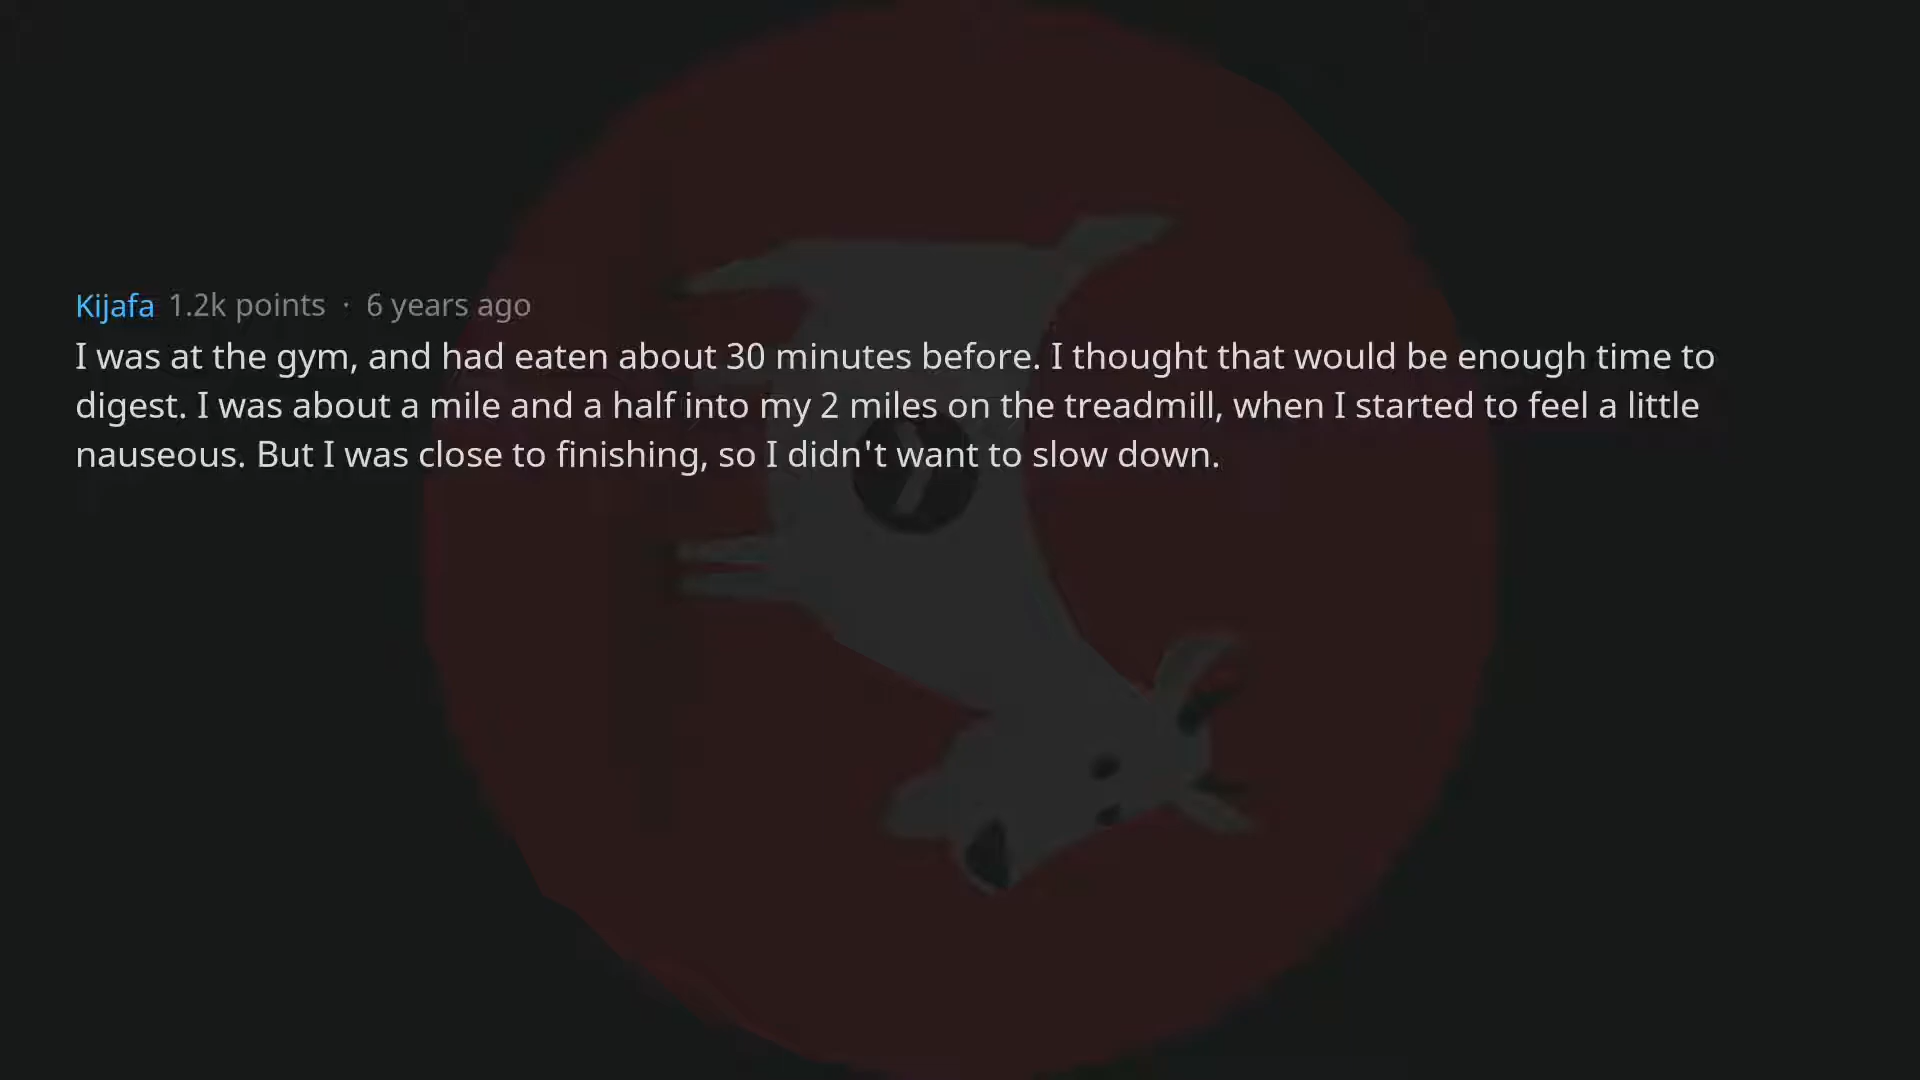 Kijafa 1.2k points · 6 years ago
I was at the gym, and had eaten about 30 minutes before. I thought that would be enough time to
digest. I was about a mile and a half into my 2 miles on the treadmill, when I started to feel a little
nauseous. But I was close to finishing, so I didn't want to slow down.